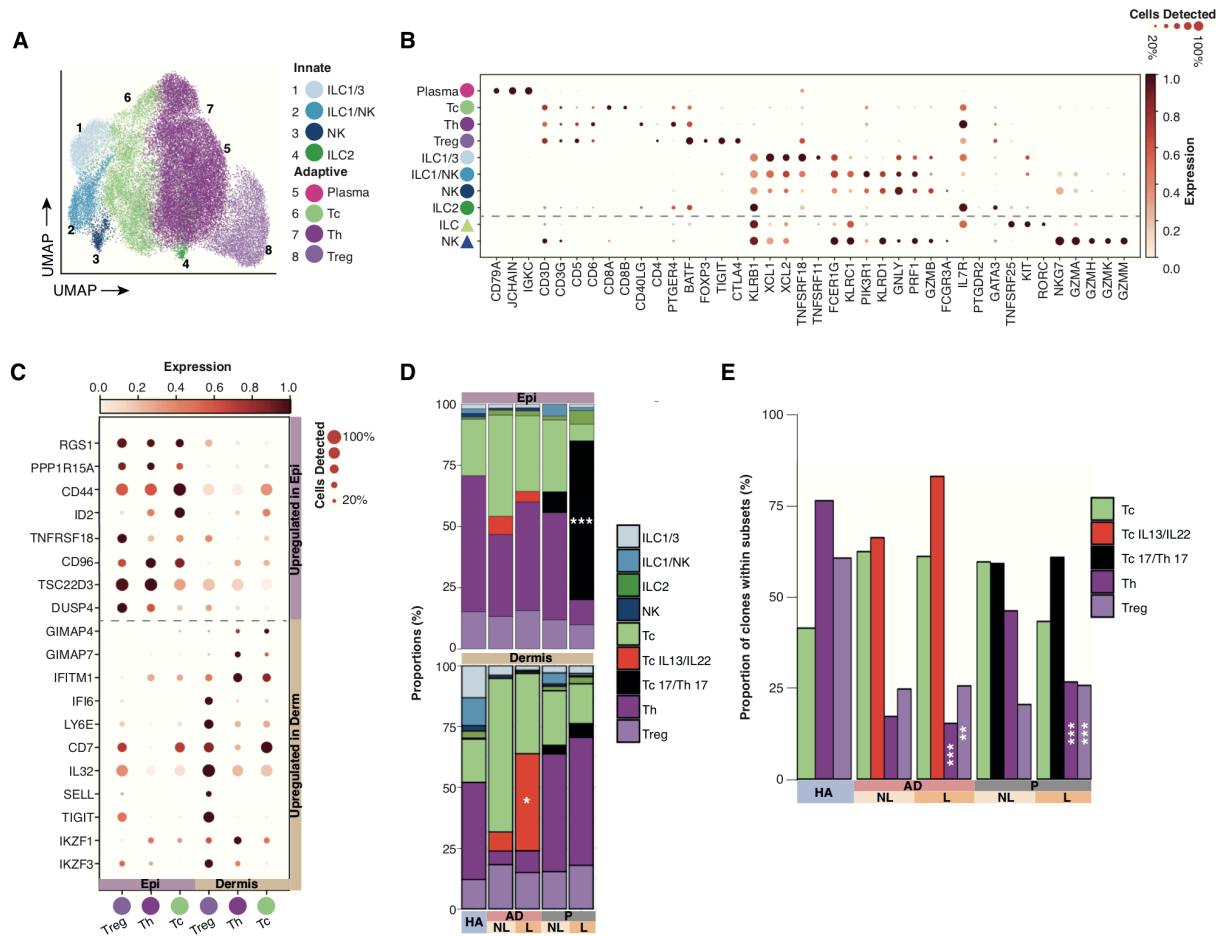 A
Innate
1 ILC1/3
2 ILC1/NK
3 NK
4 ILC2
Adaptive
5 Plasma
6 Tc
7 Th
8 Treg
1
2
3
4
5
6
7
8
UMAP
UMAP
B
Cells Detected
20%
100%
Plasma
Tc
Th
Treg
ILC1/3
ILC1/NK
NK
ILC2
ILC
NK
CD79A
JCHAIN
IGKC
CD3D
CD3G
CD5
CD6
CD8A
CD8B
CD40LG
CD4
PTGER4
BATF
FOXP3
TIGIT
CTLA4
KLRB1
XCL1
XCL2
TNFSRF18
TNFSRF11
FCER1G
KLRC1
PIK3R1
KLRD1
GNLY
PRF1
GZMB
FCGR3A
IL7R
PTGDR2
GATA3
TNFSRF25
KIT
RORC
NKG7
GZMA
GZMH
GZMK
GZMM
1.0
0.8
0.6
0.4
0.2
0.0
Expression
C
Expression
0.0 0.2 0.4 0.6 0.8 1.0
Cells Detected
100%
20%
RGS1
PPP1R15A
CD44
ID2
TNFRSF18
CD96
TSC22D3
DUSP4
GIMAP4
GIMAP7
IFITM1
IFI6
LY6E
CD7
IL32
SELL
TIGIT
IKZF1
IKZF3
Upregulated in Epi
Upregulated in Derm
Epi Dermis
Treg Th Tc Treg Th Tc
D
Proportions (%)
Epi
100
75
50
25
0
***
Dermis
100
75
50
25
0
*
HA AD P
NL L NL L
ILC1/3
ILC1/NK
ILC2
NK
Tc
Tc IL13/IL22
Tc 17/Th 17
Th
Treg
E
Proportion of clones within subsets (%)
100
75
50
25
0
***
**
***
***
HA AD P
NL L NL L
Tc
Tc IL13/IL22
Tc 17/Th 17
Th
Treg